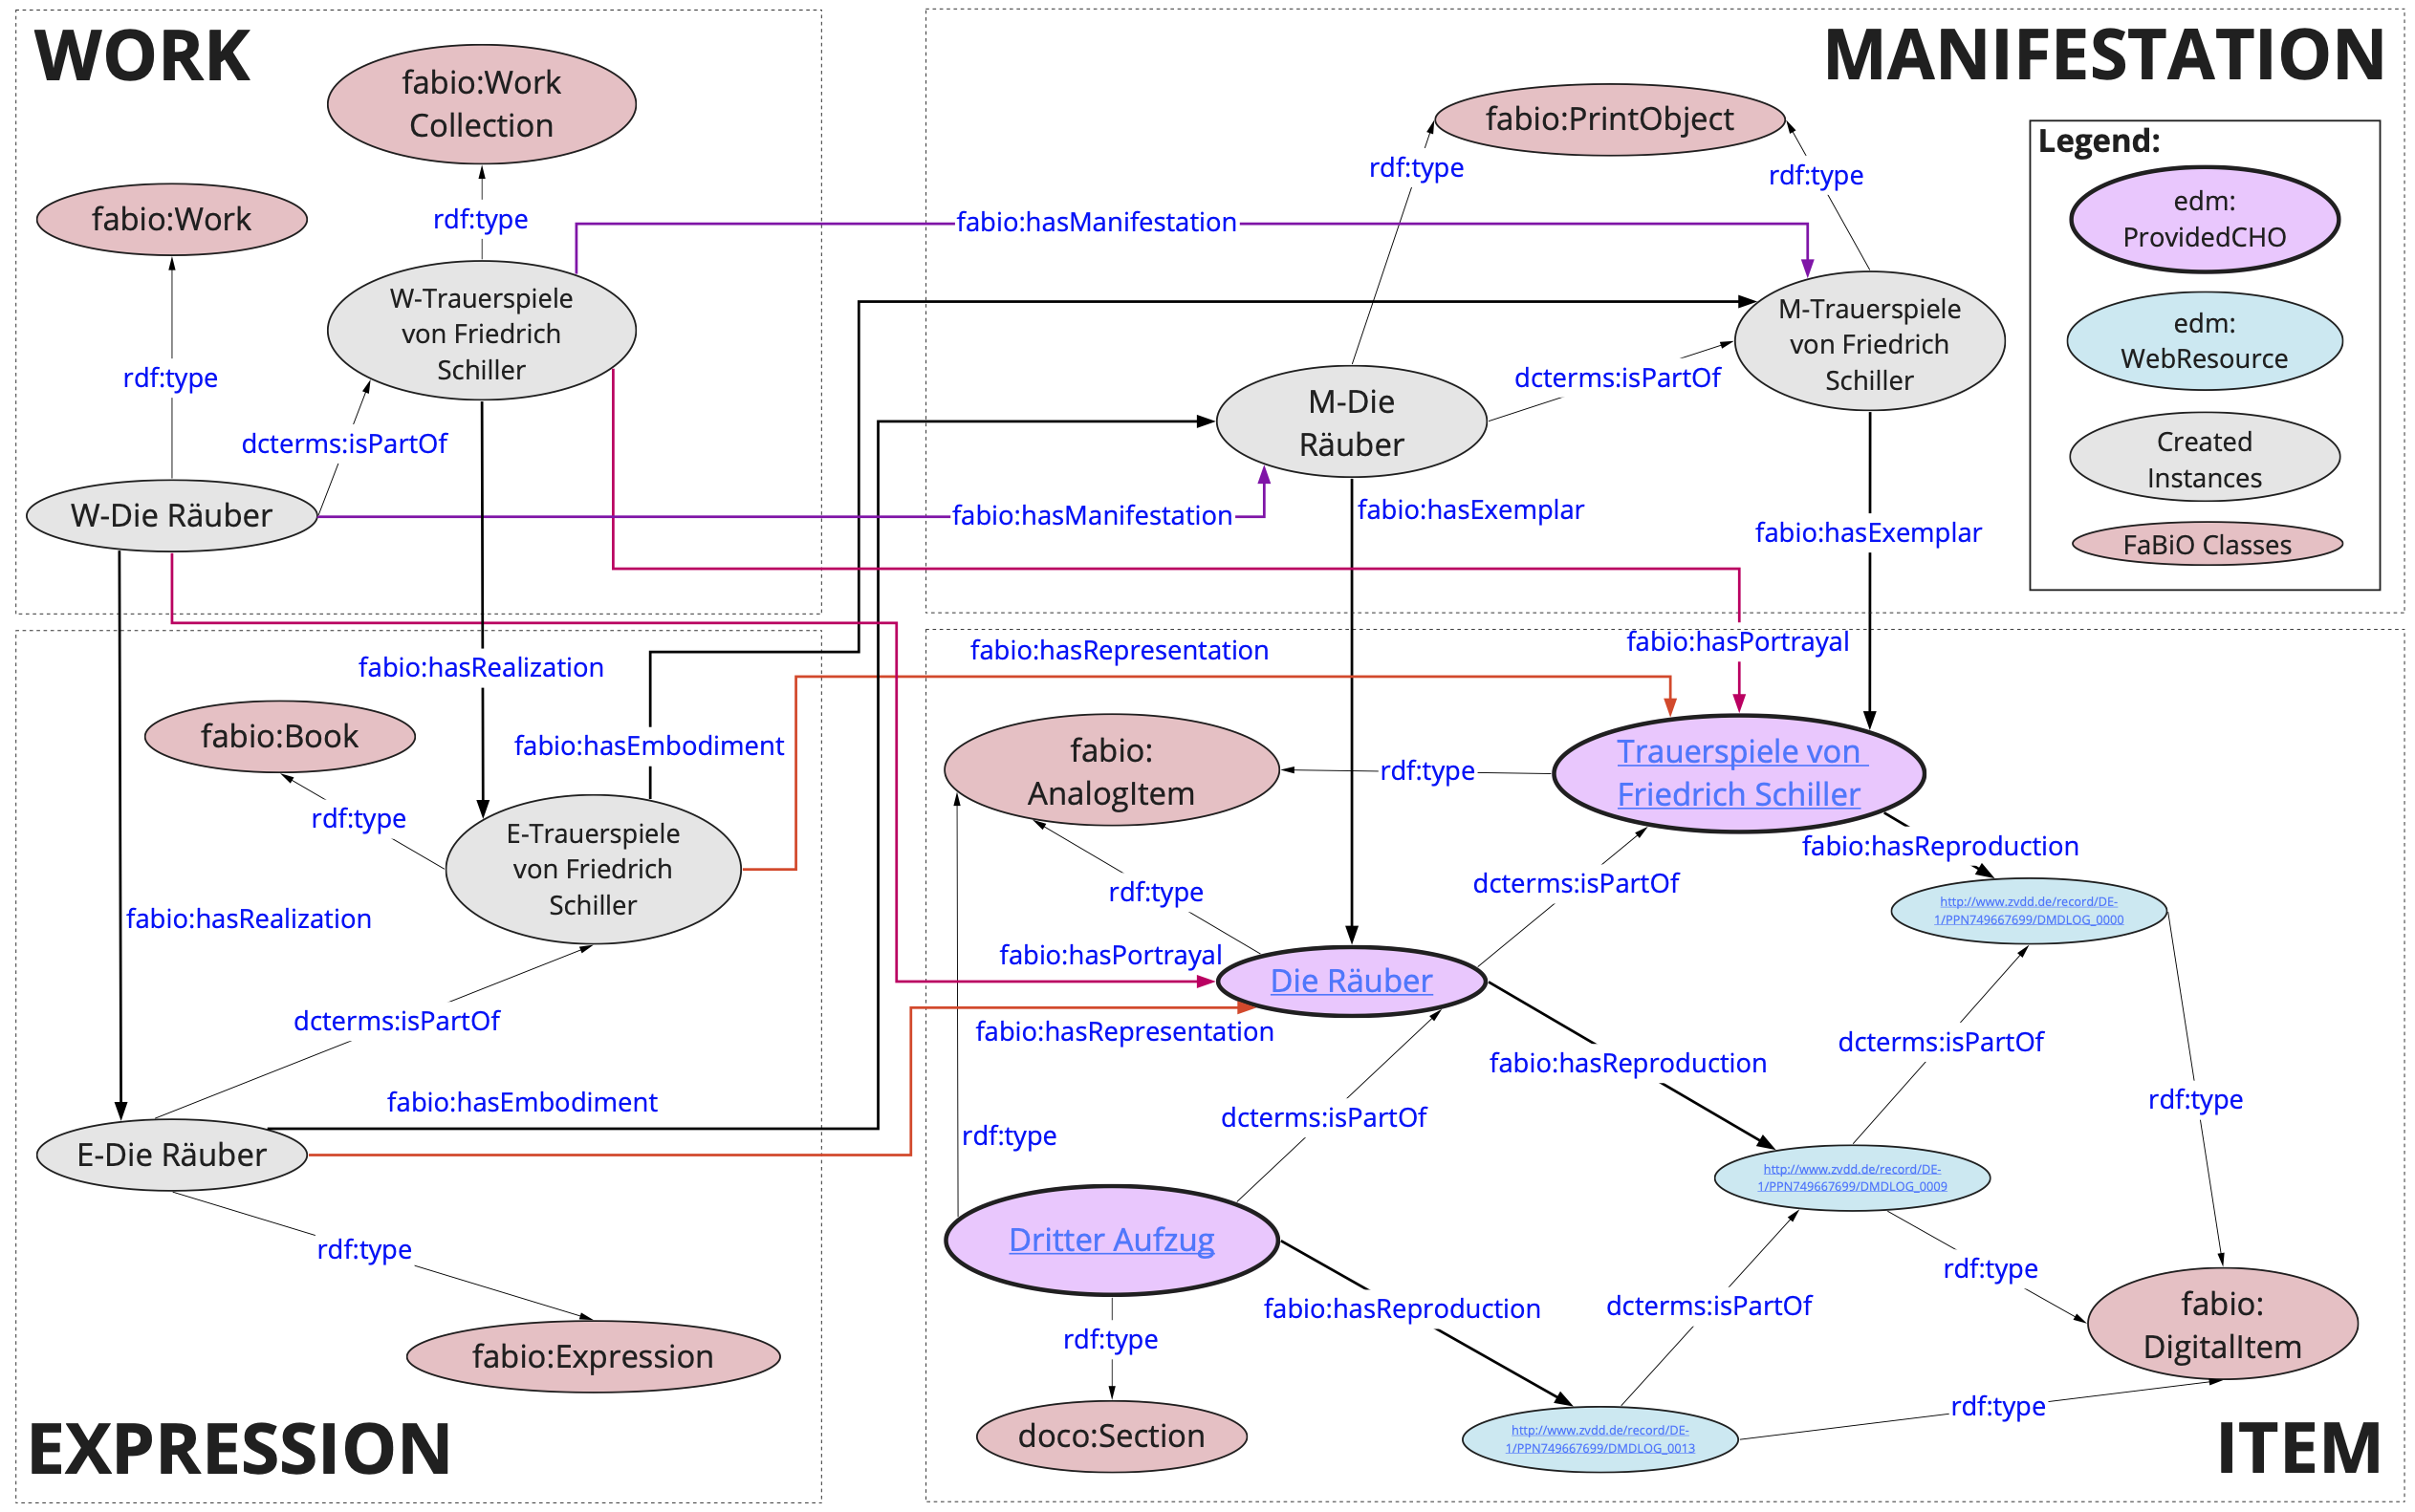 WORK
fabio:Work
Collection
fabio:Work
rdf:type
rdf:type
W-Trauerspiele
von Friedrich
Schiller
dcterms:isPartOf
W-Die Räuber
MANIFESTATION
fabio:PrintObject
rdf:type
rdf:type
fabio:hasManifestation
M-Trauerspiele
von Friedrich
Schiller
dcterms:isPartOf
M-Die
Räuber
fabio:hasManifestation
fabio:hasExemplar
fabio:hasExemplar
Legend:
edm:
ProvidedCHO
edm:
WebResource
Created
Instances
FaBiO Classes
fabio:hasRealization
fabio:Book
fabio:hasEmbodiment
rdf:type
E-Trauerspiele
von Friedrich
Schiller
fabio:hasRealization
dcterms:isPartOf
fabio:hasEmbodiment
E-Die Räuber
rdf:type
fabio:Expression
EXPRESSION
fabio:hasRepresentation
fabio:hasPortrayal
fabio:
AnalogItem
rdf:type
Trauerspiele von
Friedrich Schiller
fabio:hasReproduction
rdf:type
dcterms:isPartOf
http://www.zvdd.de/record/DE-
1/PPN749667699/DMDLOG_0000
fabio:hasPortrayal
Die Räuber
fabio:hasRepresentation
fabio:hasReproduction
dcterms:isPartOf
rdf:type
rdf:type
dcterms:isPartOf
http://www.zvdd.de/record/DE-
1/PPN749667699/DMDLOG_0009
Dritter Aufzug
fabio:hasReproduction
dcterms:isPartOf
rdf:type
rdf:type
fabio:
DigitalItem
doco:Section
http://www.zvdd.de/record/DE-
1/PPN749667699/DMDLOG_0013
rdf:type
ITEM